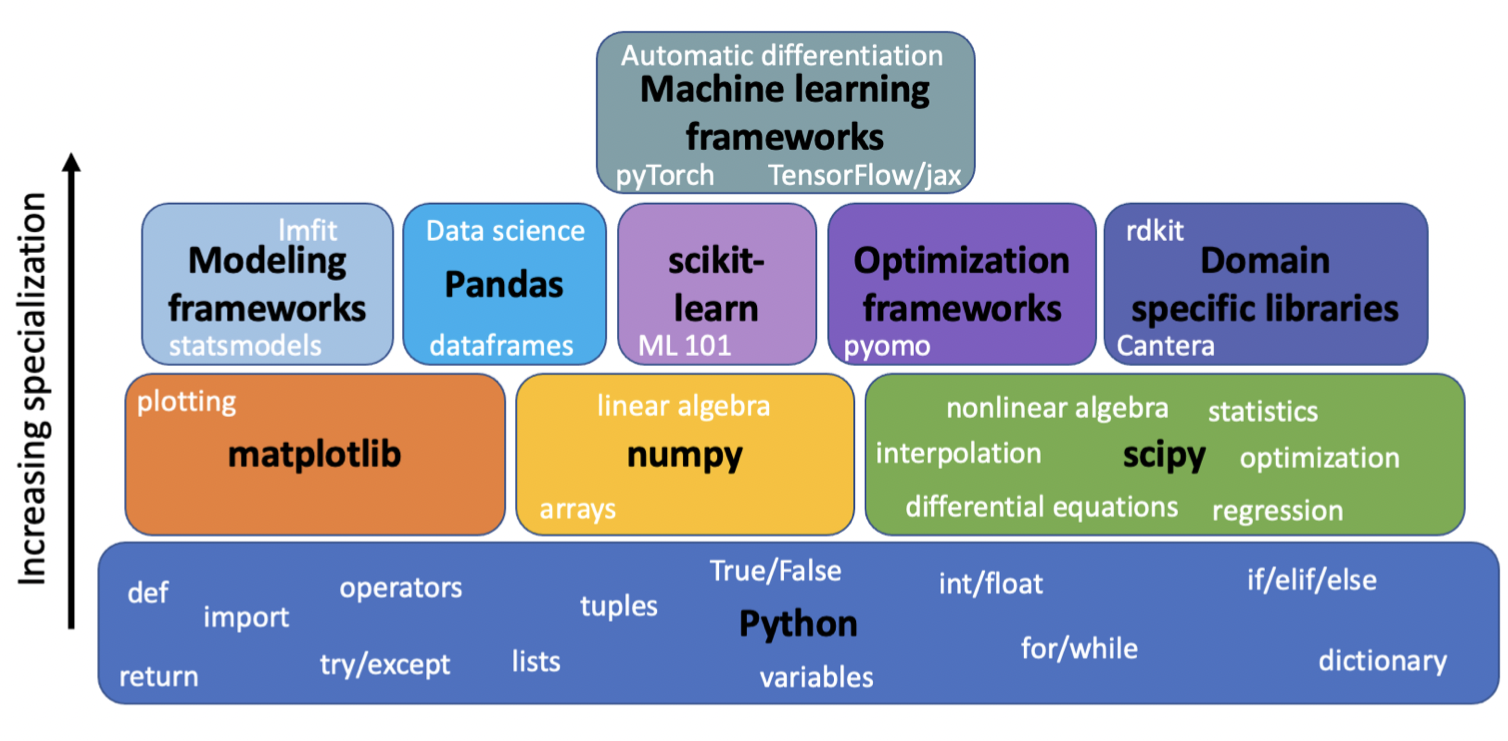 Automatic differentiation
Machine learning
frameworks
pyTorch TensorFlow/jax
Increasing specialization
lmfit
Modeling
frameworks
statsmodels
Data science
Pandas
dataframes
scikit-
learn
ML 101
Optimization
frameworks
pyomo
rdkit
Domain
specific libraries
Cantera
plotting
matplotlib
linear algebra
numpy
arrays
nonlinear algebra statistics
interpolation scipy optimization
differential equations regression
def operators True/False int/float if/elif/else
import tuples Python
return try/except lists variables for/while dictionary